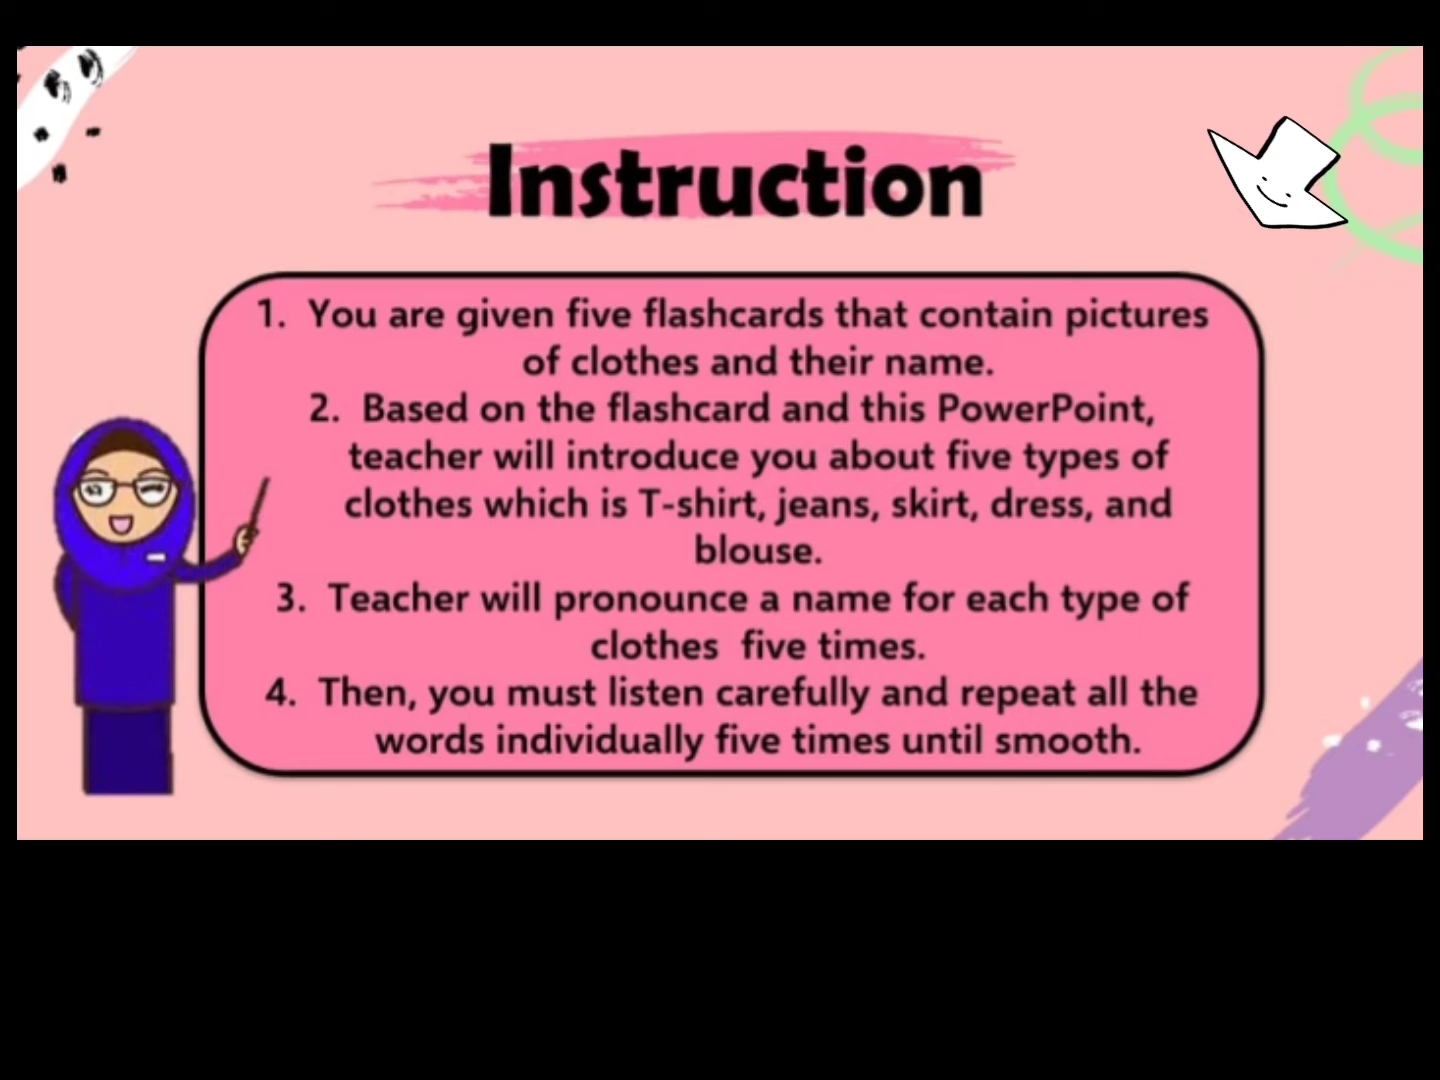 Instruction
1. You are given five flashcards that contain pictures
of clothes and their name.
2. Based on the flashcard and this PowerPoint,
teacher will introduce you about five types of
clothes which is T-shirt, jeans, skirt, dress, and
blouse.
3. Teacher will pronounce a name for each type of
clothes five times.
4. Then, you must listen carefully and repeat all the
words individually five times until smooth.